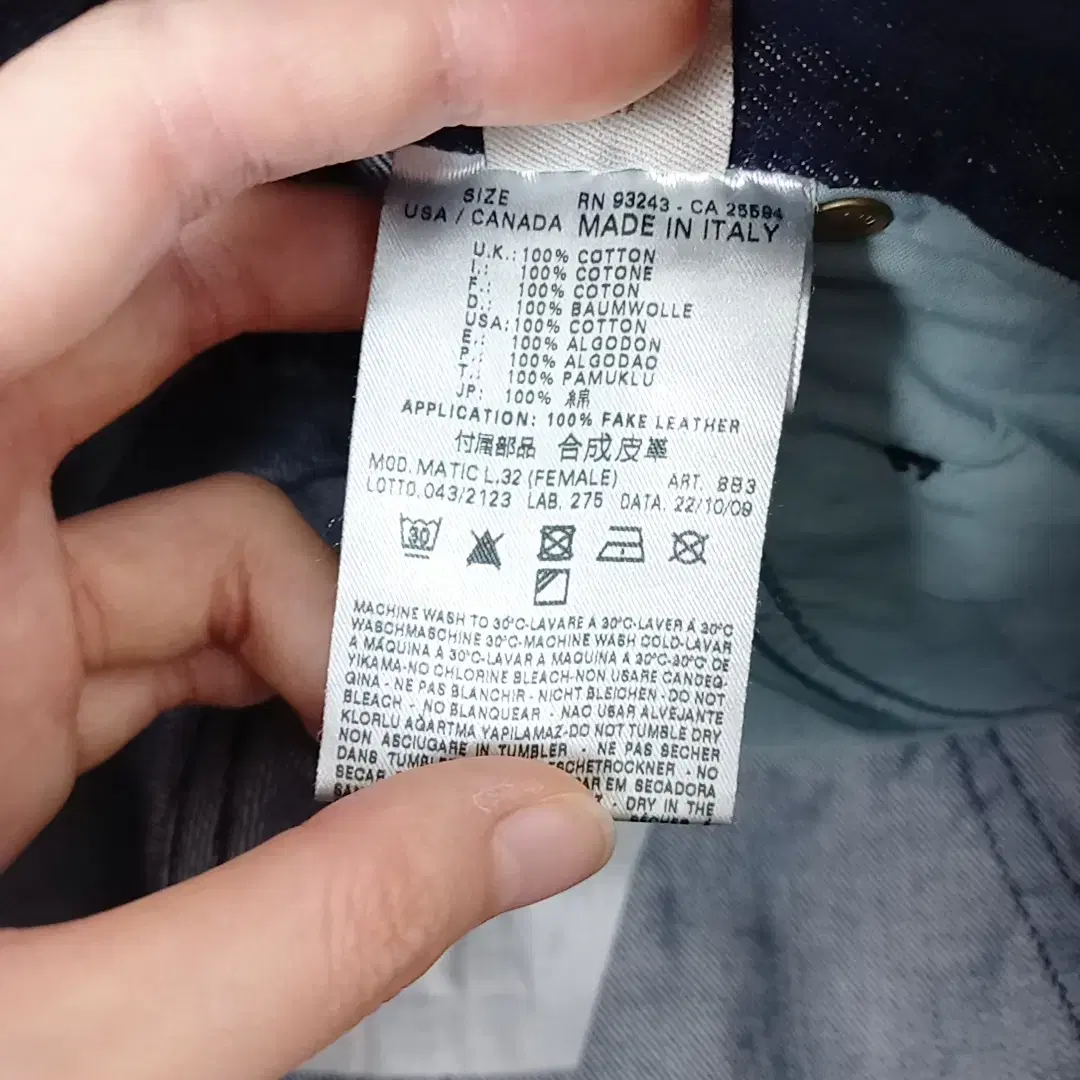 SIZE
USA / CANADA
RN 93243 - CA 25594
MADE IN ITALY
U.K.: 100% COTTON
I.: 100% COTONE
F.: 100% COTON
D.: 100% BAUMWOLLE
USA: 100% COTTON
E.: 100% ALGODON
P.: 100% ALGODAO
T.: 100% PAMUKLU
JP: 100% 綿
APPLICATION: 100% FAKE LEATHER
付属部品 合成皮革
MOD. MATIC L.32 (FEMALE) ART. 8B3
LOTTO. 043/2123 LAB. 275 DATA. 22/10/09
30
MACHINE WASH TO 30°C-LAVARE A 30°C-LAVER A 30°C
WASCHMASCHINE 30°C-MACHINE WASH COLD-LAVAR
A MAQUINA A 30°C-LAVAR A MAQUINA A 30°C-30°C DE
YIKAMA-NO CHLORINE BLEACH-NON USARE CANDEG-
GINA - NE PAS BLANCHIR - NICHT BLEICHEN - DO NOT
BLEACH - NO BLANQUEAR - NAO USAR ALVEJANTE
KLORLU AQARTMA YAPILAMAZ-DO NOT TUMBLE DRY
NON ASCIUGARE IN TUMBLER - NE PAS SECHER
DANS - NO
SECAR EM SECADORA
- DRY IN THE